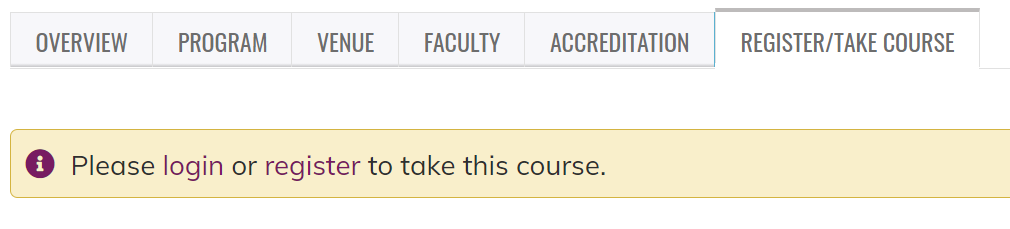 OVERVIEW PROGRAM VENUE FACULTY ACCREDITATION REGISTER/TAKE COURSE
Please login or register to take this course.